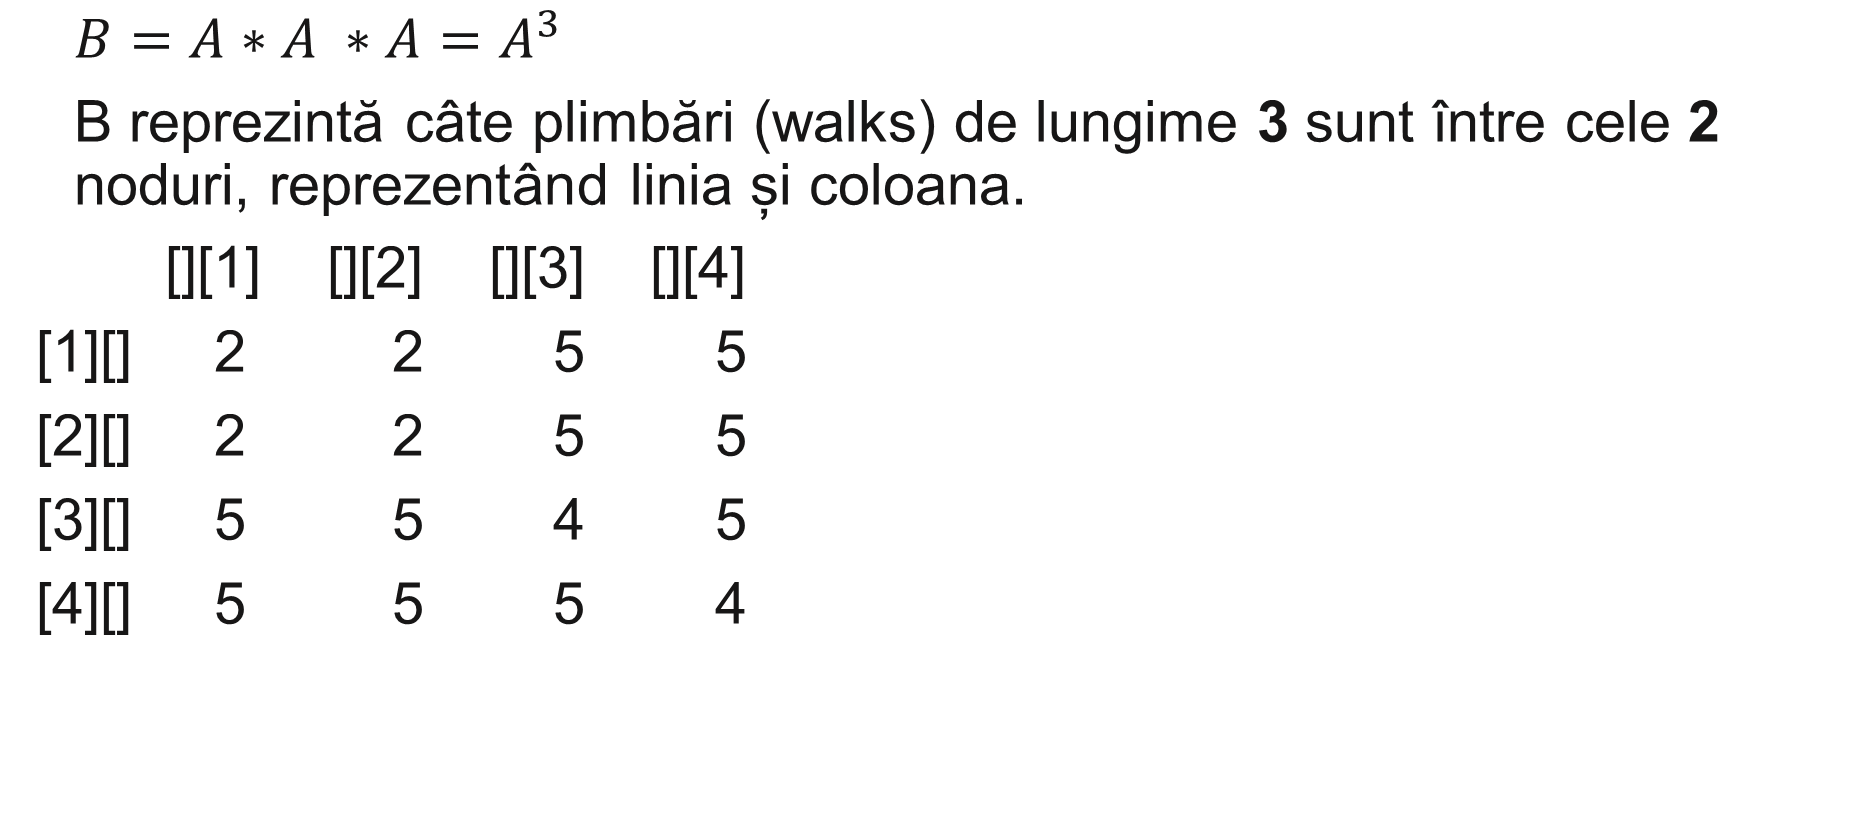 B = A ∗ A ∗ A = A³
B reprezintă câte plimbări (walks) de lungime 3 sunt între cele 2
noduri, reprezentând linia și coloana.
[][1] [][2] [][3] [][4]
[1][] 2 2 5 5
[2][] 2 2 5 5
[3][] 5 5 4 5
[4][] 5 5 5 4